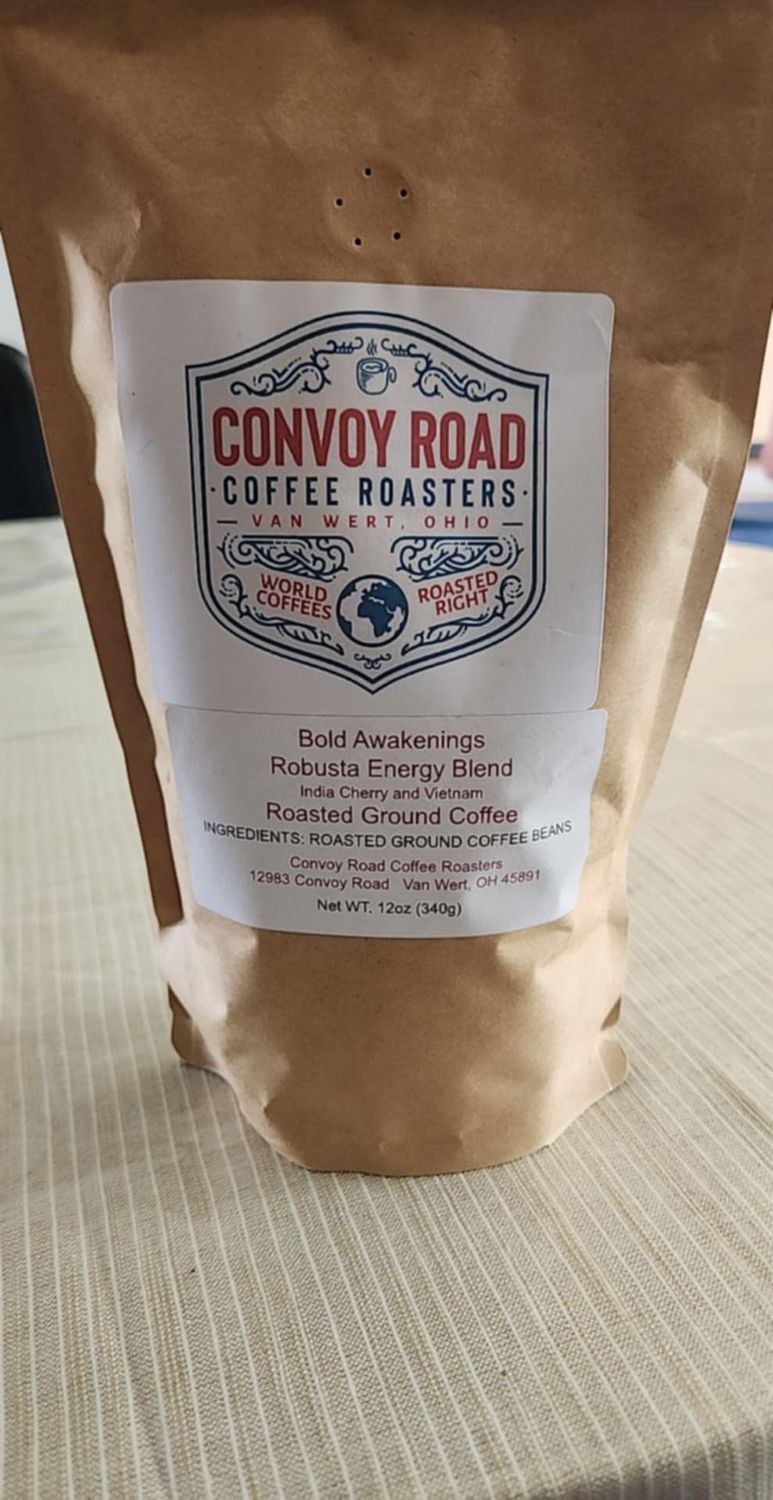 CONVOY ROAD
·COFFEE ROASTERS·
— VAN WERT, OHIO —
WORLD
COFFEES
ROASTED
RIGHT
Bold Awakenings
Robusta Energy Blend
India Cherry and Vietnam
Roasted Ground Coffee
INGREDIENTS: ROASTED GROUND COFFEE BEANS
Convoy Road Coffee Roasters
12983 Convoy Road Van Wert, OH 45891
Net WT. 12oz (340g)